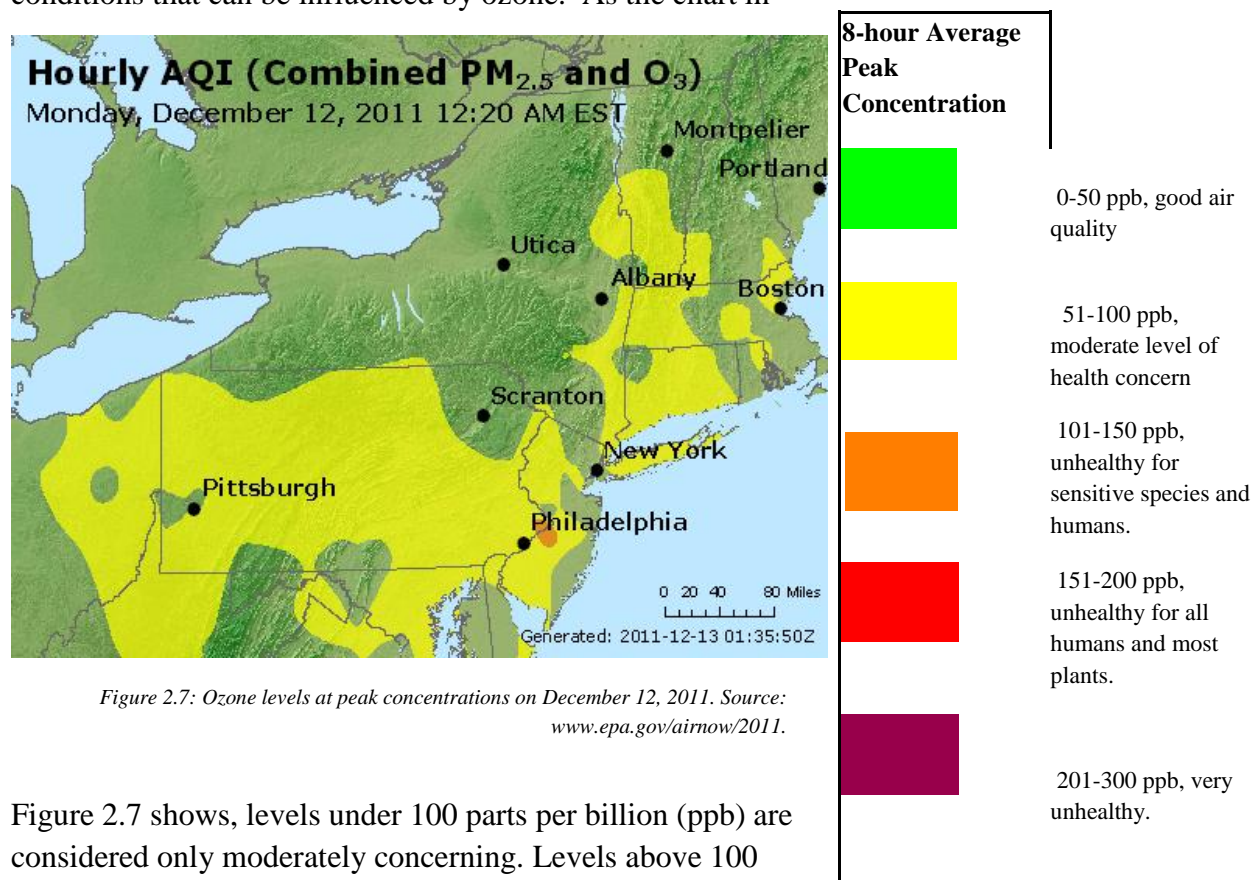 conditions that can be influenced by ozone. As the chart in
Hourly AQI (Combined PM2.5 and O3)
Monday, December 12, 2011 12:20 AM EST
Montpelier
Portland
Utica
Albany
Boston
Scranton
New York
Pittsburgh
Philadelphia
0 20 40 80 Miles
Generated: 2011-12-13 01:35:50Z
Figure 2.7: Ozone levels at peak concentrations on December 12, 2011. Source:
www.epa.gov/airnow/2011.
Figure 2.7 shows, levels under 100 parts per billion (ppb) are
considered only moderately concerning. Levels above 100
8-hour Average
Peak
Concentration
0-50 ppb, good air
quality
51-100 ppb,
moderate level of
health concern
101-150 ppb,
unhealthy for
sensitive species and
humans.
151-200 ppb,
unhealthy for all
humans and most
plants.
201-300 ppb, very
unhealthy.